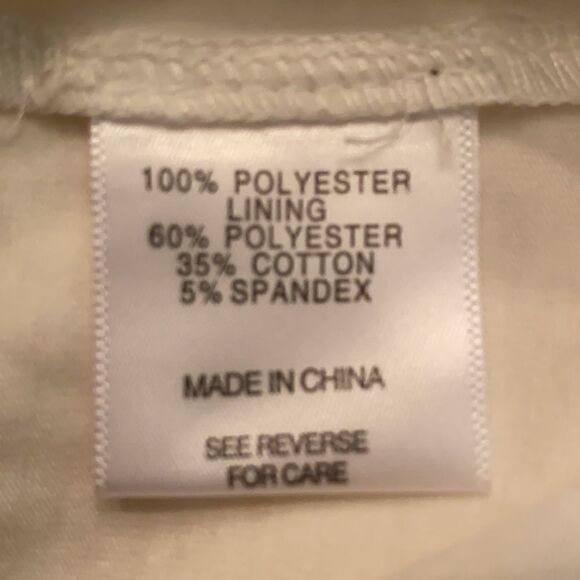 100% POLYESTER
LINING
60% POLYESTER
35% COTTON
5% SPANDEX
MADE IN CHINA
SEE REVERSE
FOR CARE